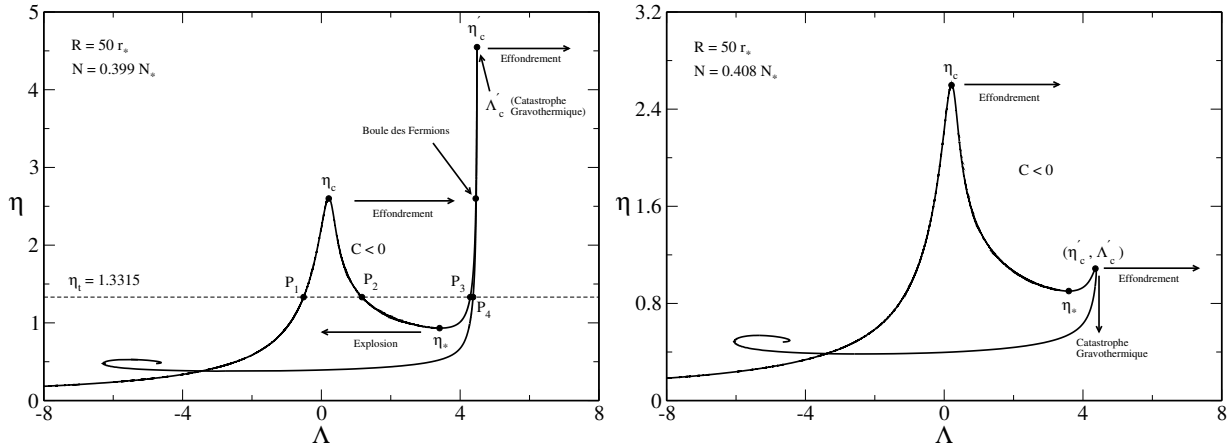 R = 50 r*
N = 0.399 N*
η'c
Effondrement
Λ'c (Catastrophe
Gravothermique)
Boule des Fermions
ηc
Effondrement
C < 0
ηt = 1.3315
P1
P2
P3
P4
Explosion
η*
η
5
4
3
2
1
0
-8
-4
0
4
8
Λ
R = 50 r*
N = 0.408 N*
ηc
Effondrement
C < 0
(η'c , Λ'c)
Effondrement
η*
Catastrophe
Gravothermique
η
3.2
2.6
1.6
0.8
0
-8
-4
0
4
8
Λ